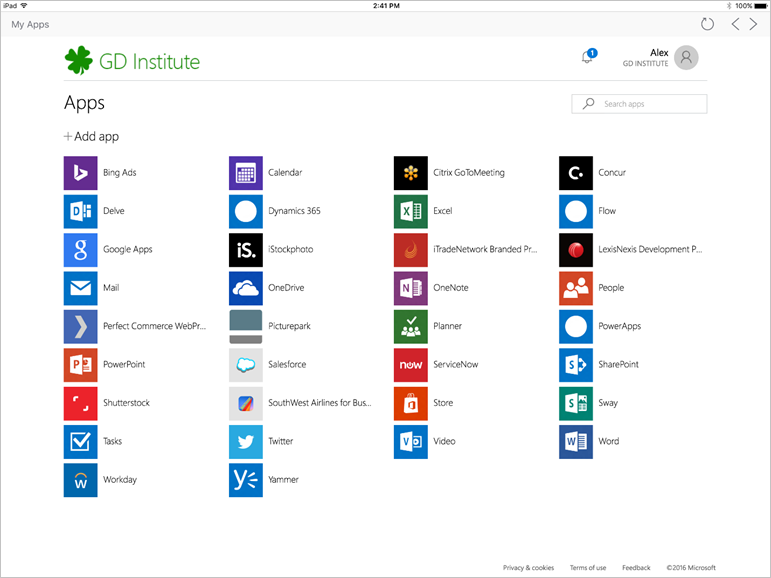 iPad 2:41 PM 100%
My Apps
GD Institute
1
Alex
GD INSTITUTE
Apps
Search apps
+ Add app
Bing Ads Calendar Citrix GoToMeeting C. Concur
D Delve Dynamics 365 X Excel Flow
g Google Apps iS. iStockphoto iTradeNetwork Branded Pr... LexisNexis Development P...
Mail OneDrive N OneNote People
Perfect Commerce WebPr... Picturepark Planner PowerApps
P PowerPoint Salesforce now ServiceNow S SharePoint
Shutterstock SouthWest Airlines for Bus... Store S Sway
Tasks Twitter V Video W Word
W Workday Y Yammer
Privacy & cookies Terms of use Feedback ©2016 Microsoft